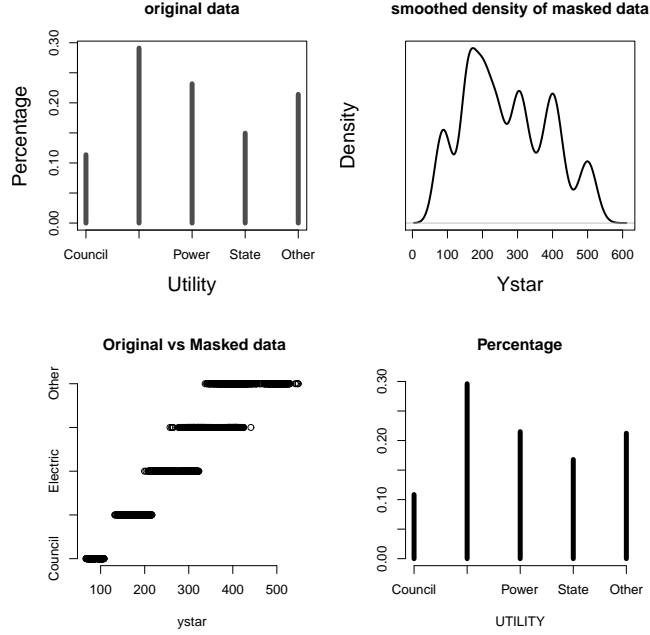 original data
Percentage
0.00 0.10 0.20 0.30
Council Power State Other
Utility
smoothed density of masked data
Density
0 100 200 300 400 500 600
Ystar
Original vs Masked data
Council Electric Other
100 200 300 400 500
ystar
Percentage
0.00 0.10 0.20 0.30
Council Power State Other
UTILITY